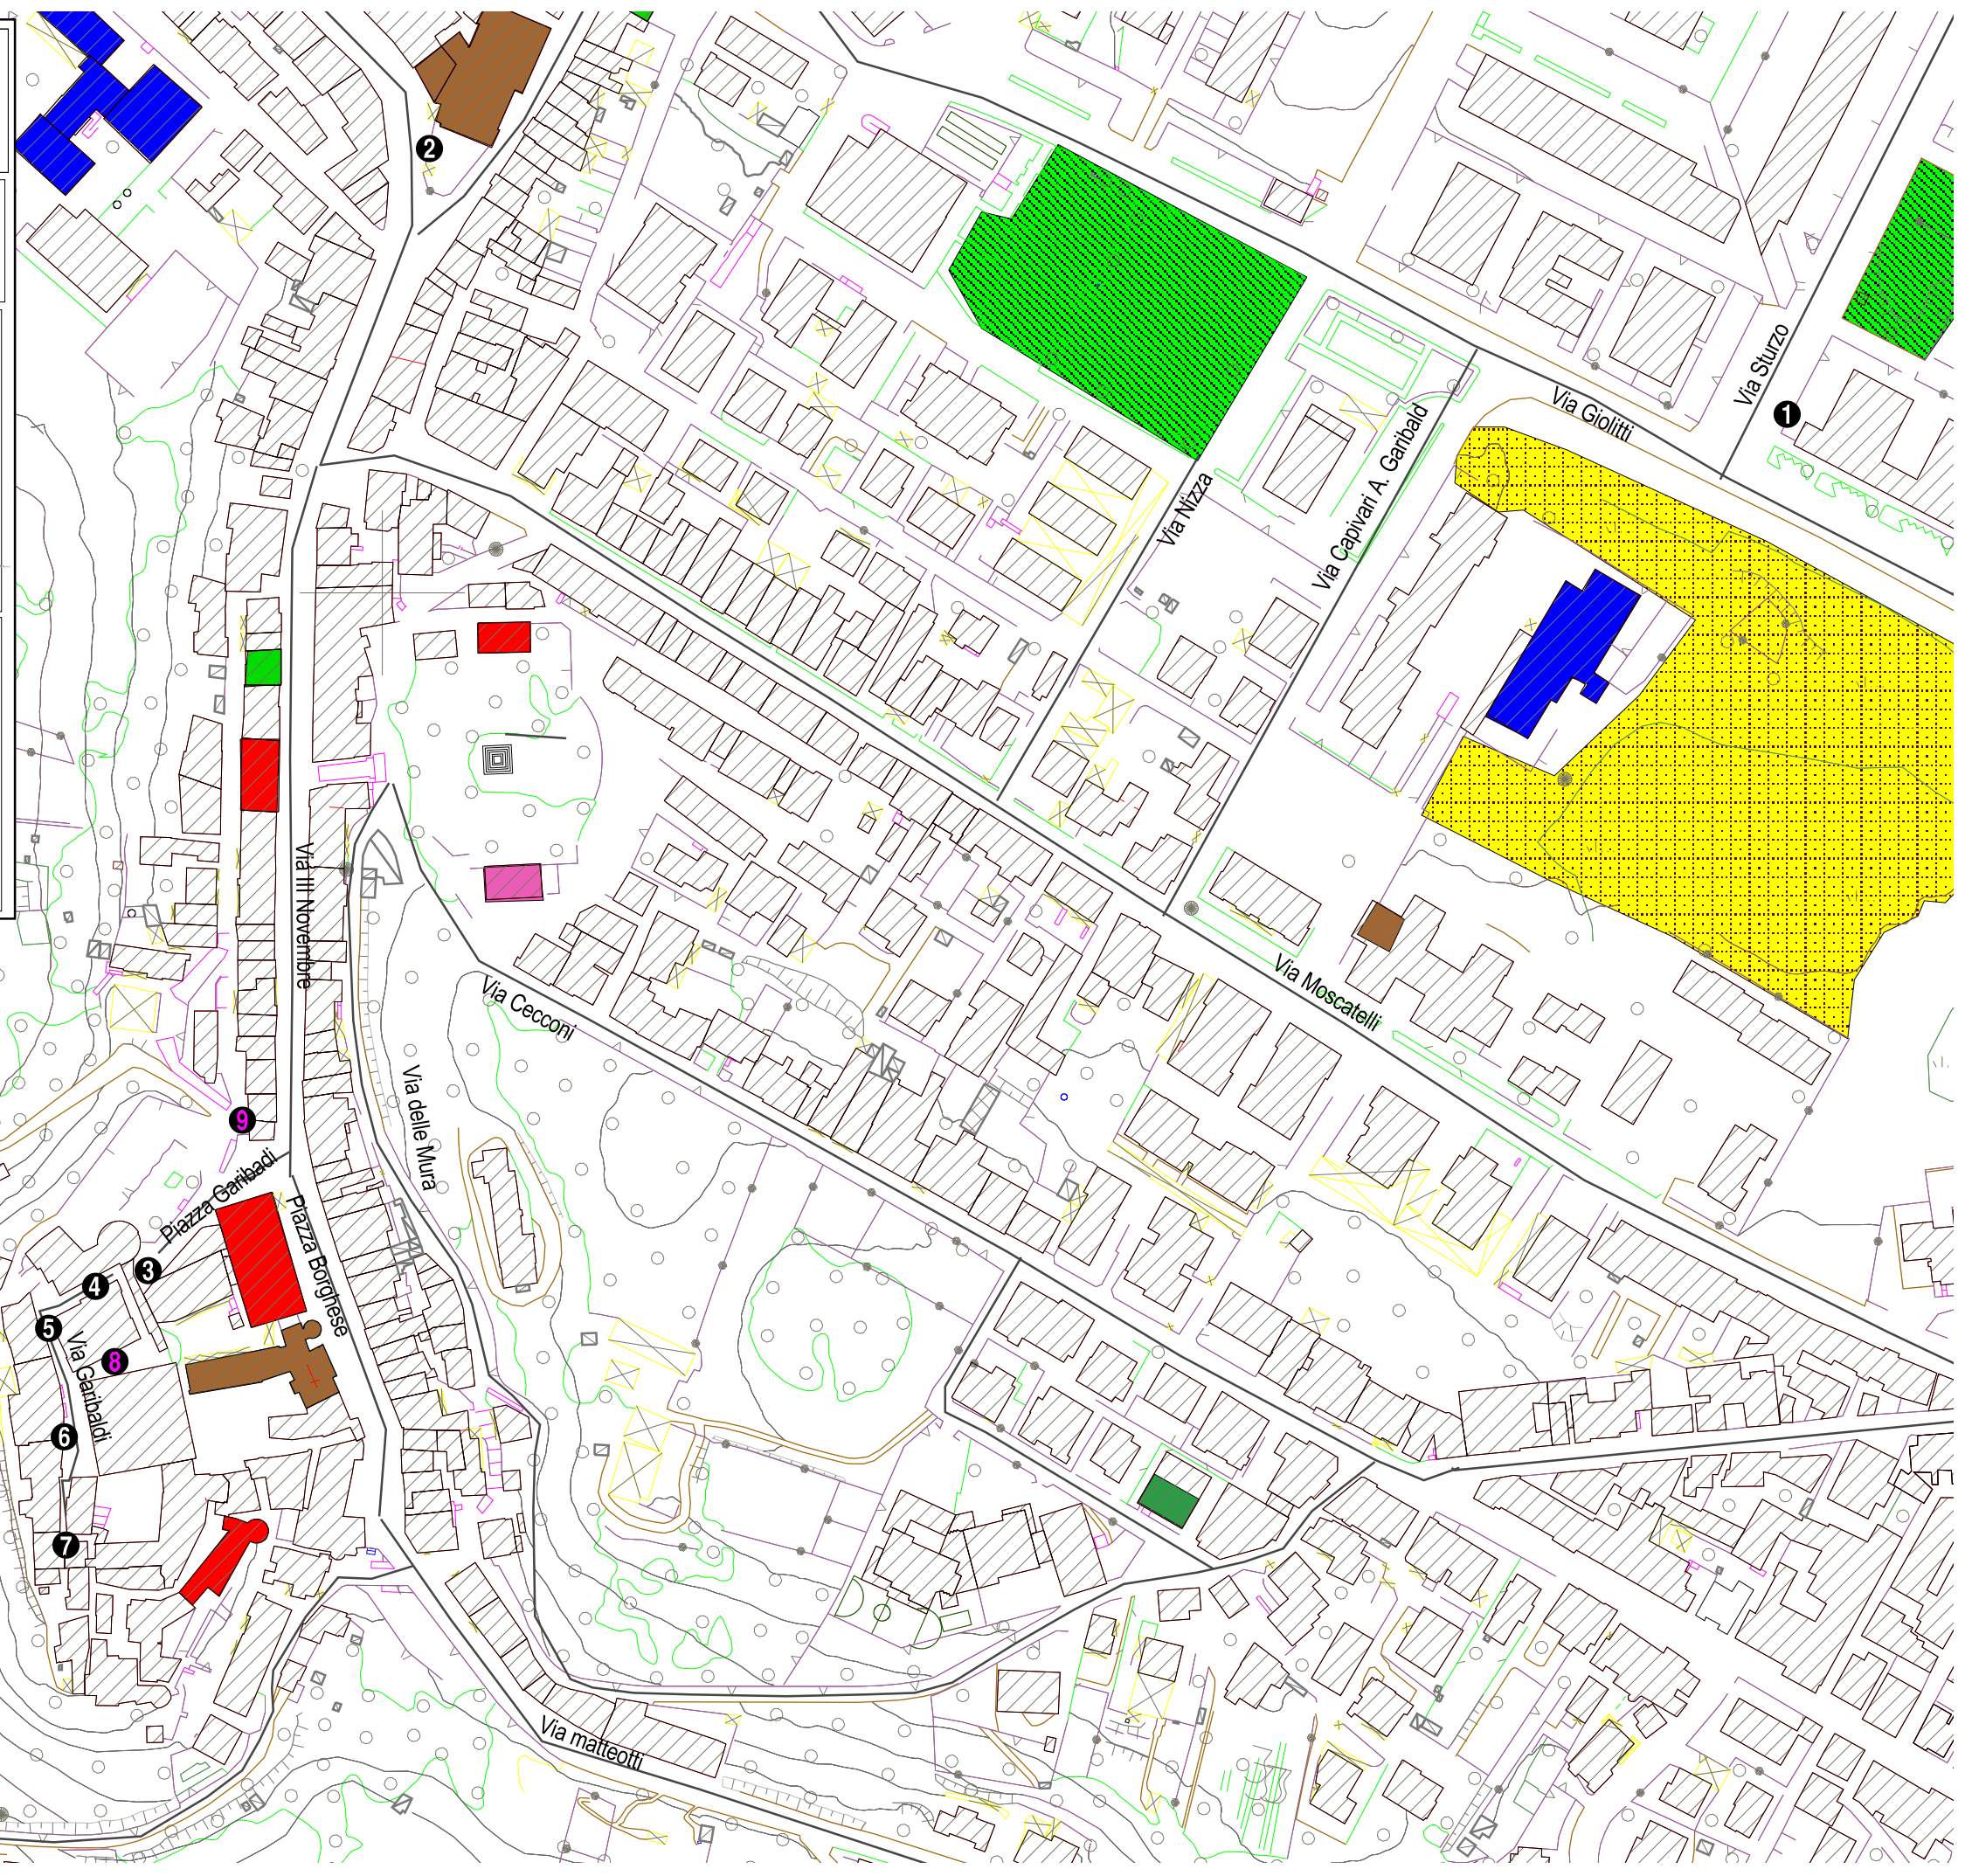 2
Via Sturzo
1
Via Giolitti
Via Capivari A. Garibald
Via Nizza
Via III Novembre
Via Moscatelli
Via Cecconi
Via delle Mura
9
Piazza Garibadi
Piazza Borghese
3
4
5
Via Garibaldi
8
6
7
Via matteotti